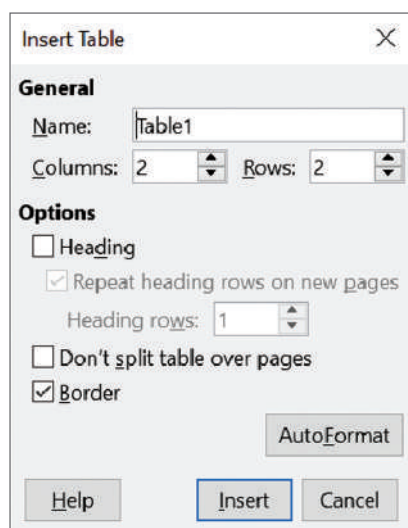 Insert Table
General
Name: Table1
Columns: 2 Rows: 2
Options
Heading
Repeat heading rows on new pages
Heading rows: 1
Don't split table over pages
Border
AutoFormat
Help Insert Cancel